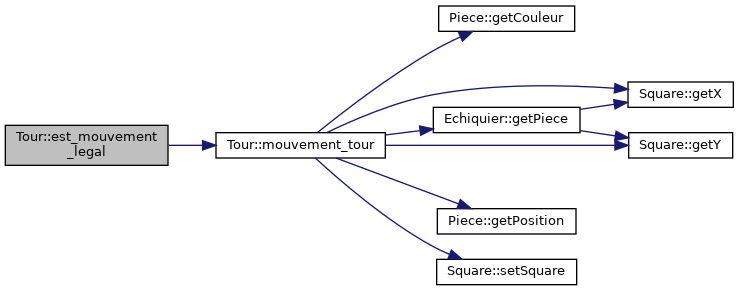 Tour::est_mouvement
_legal
Tour::mouvement_tour
Piece::getCouleur
Echiquier::getPiece
Square::getX
Square::getY
Piece::getPosition
Square::setSquare